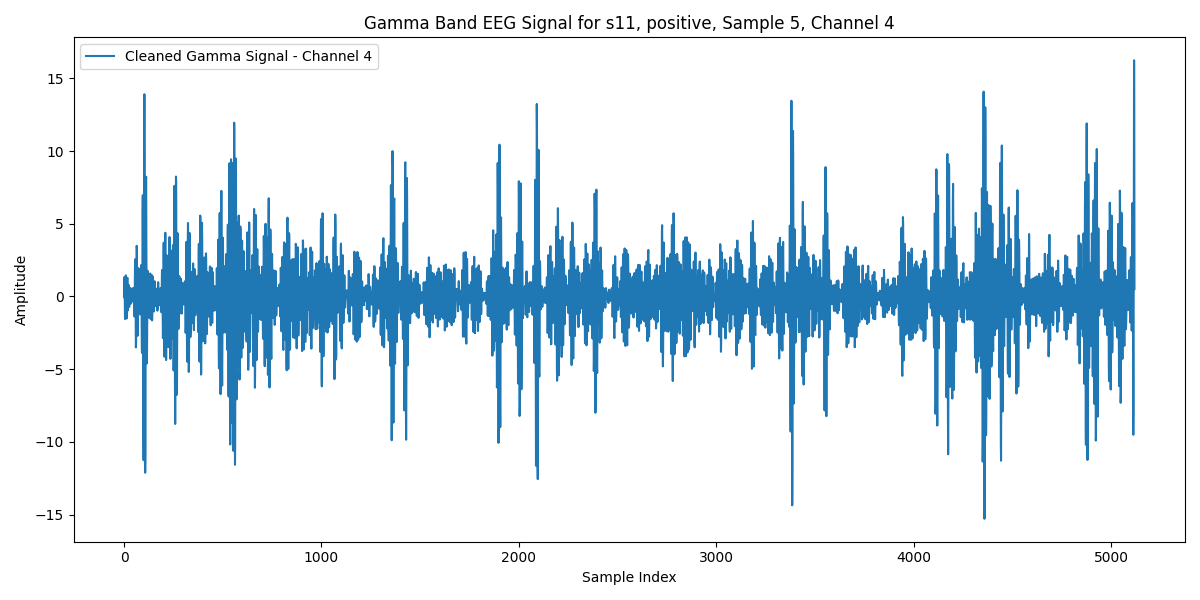 Gamma Band EEG Signal for s11, positive, Sample 5, Channel 4
Cleaned Gamma Signal - Channel 4
Amplitude
15
10
5
0
−5
−10
−15
0 1000 2000 3000 4000 5000
Sample Index